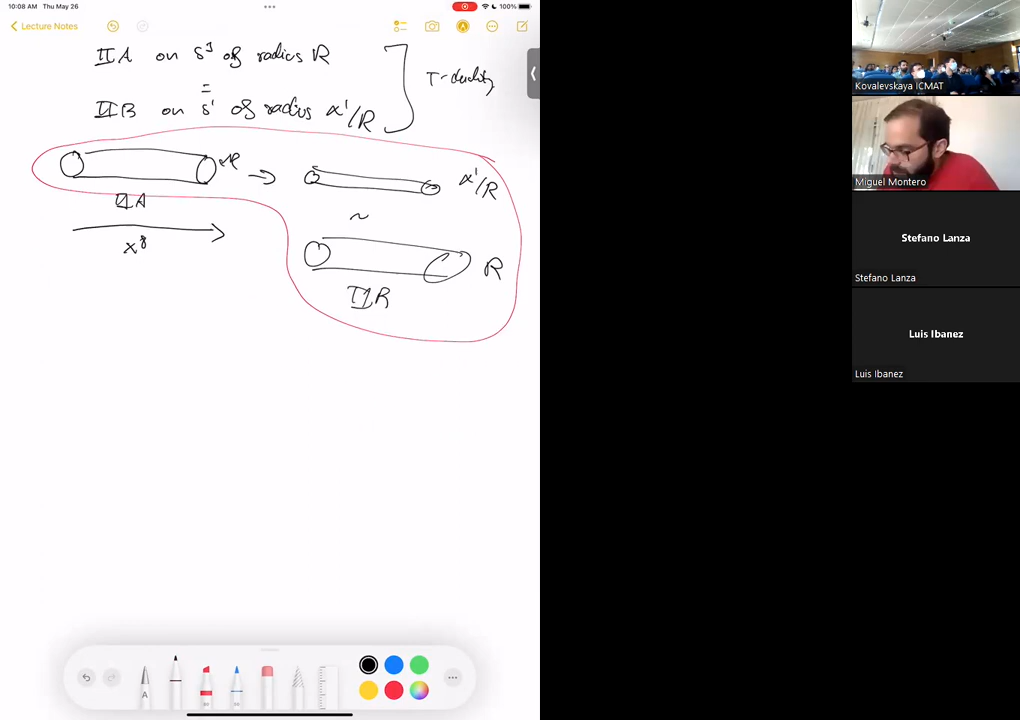 10:08 AM Thu May 26
100%
Lecture Notes
IIA on S¹ of radius R
=
IIB on S¹ of radius α'/R
T-duality
R
→
α'/R
IIA
~
x⁸
R
IIB
A
Kovalevskaya ICMAT
Miguel Montero
Stefano Lanza
Stefano Lanza
Luis Ibanez
Luis Ibanez